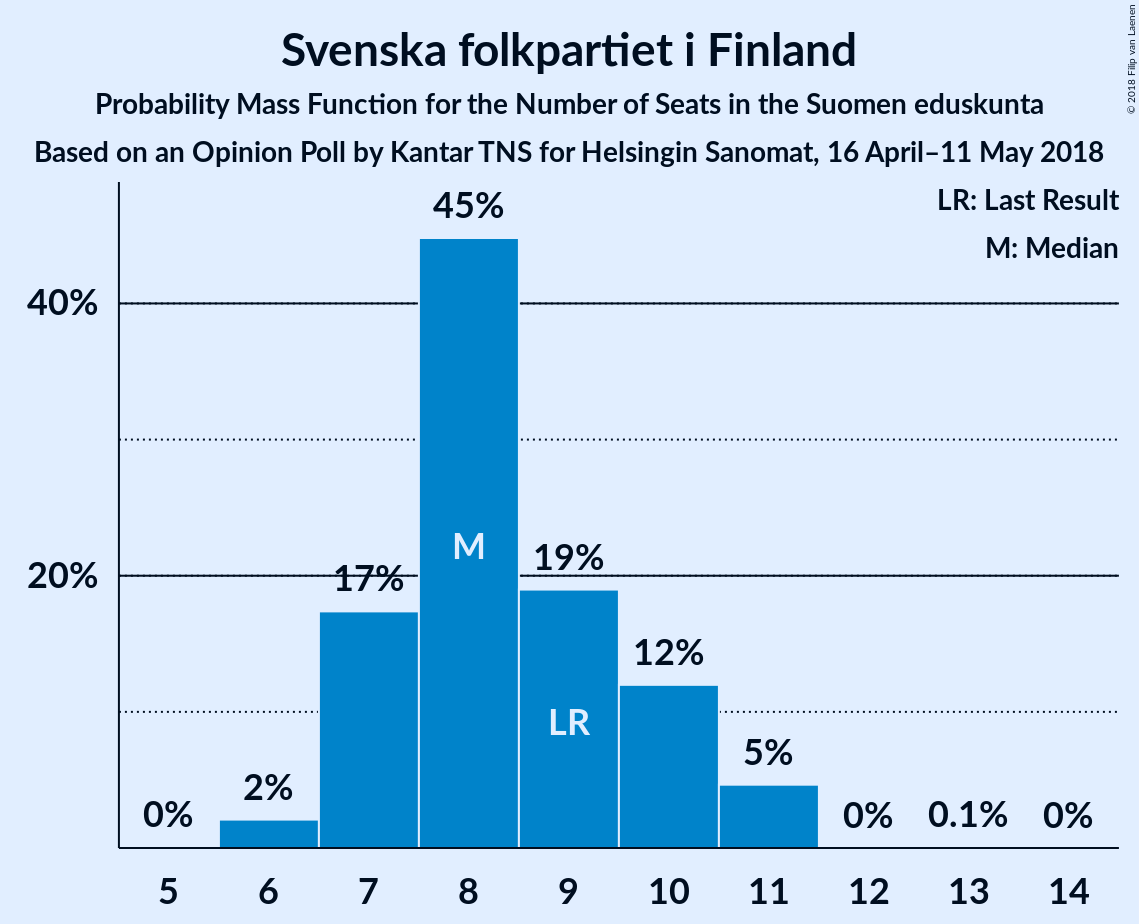 Svenska folkpartiet i Finland
Probability Mass Function for the Number of Seats in the Suomen eduskunta
Based on an Opinion Poll by Kantar TNS for Helsingin Sanomat, 16 April–11 May 2018
© 2018 Filip van Laenen
LR: Last Result
M: Median
45%
40%
M
19%
20%
17%
12%
LR
5%
2%
0%
0%
0.1%
0%
5 6 7 8 9 10 11 12 13 14